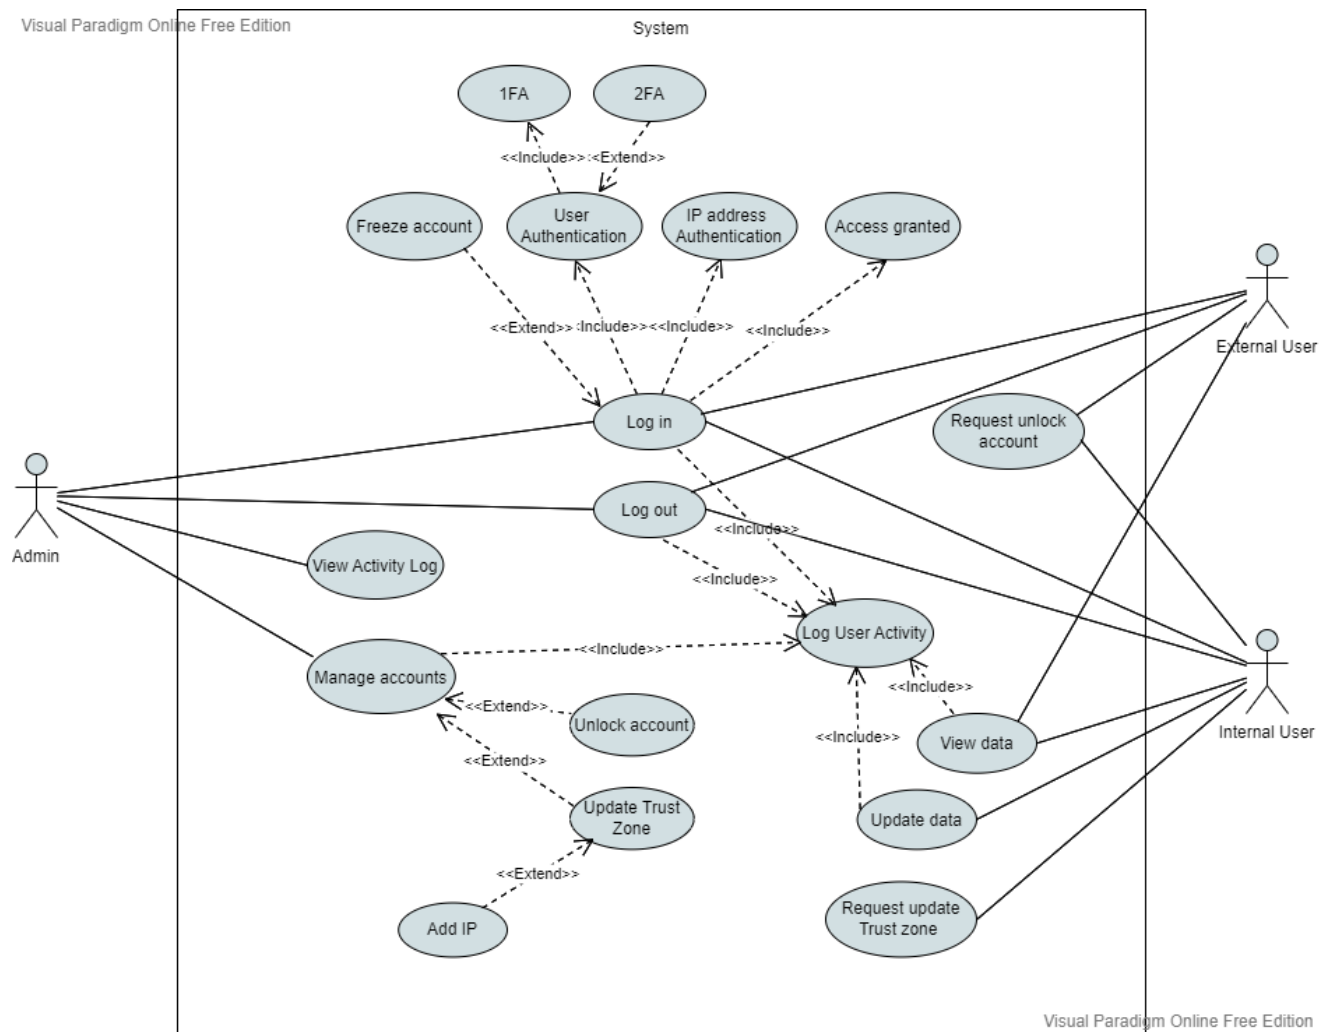 Visual Paradigm Online Free Edition
System
1FA
2FA
<<Include>>
:<Extend>>
Freeze account
User
Authentication
IP address
Authentication
Access granted
<<Extend>>
:Include>>
<<Include>>
<<Include>>
External User
Log in
Request unlock
account
Admin
Log out
<<Include>>
View Activity Log
<<Include>>
Log User Activity
<<Include>>
Manage accounts
<<Include>>
<<Extend>>
Unlock account
<<Include>>
View data
Internal User
<<Extend>>
Update Trust
Zone
Update data
<<Extend>>
Add IP
Request update
Trust zone
Visual Paradigm Online Free Edition